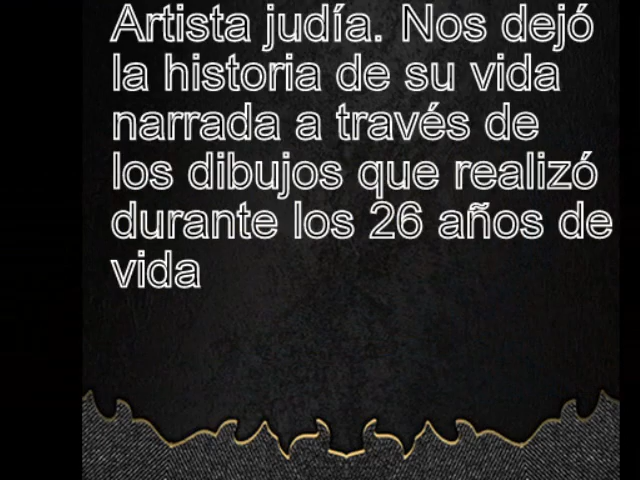 Artista judía. Nos dejó
la historia de su vida
narrada a través de
los dibujos que realizó
durante los 26 años de
vida